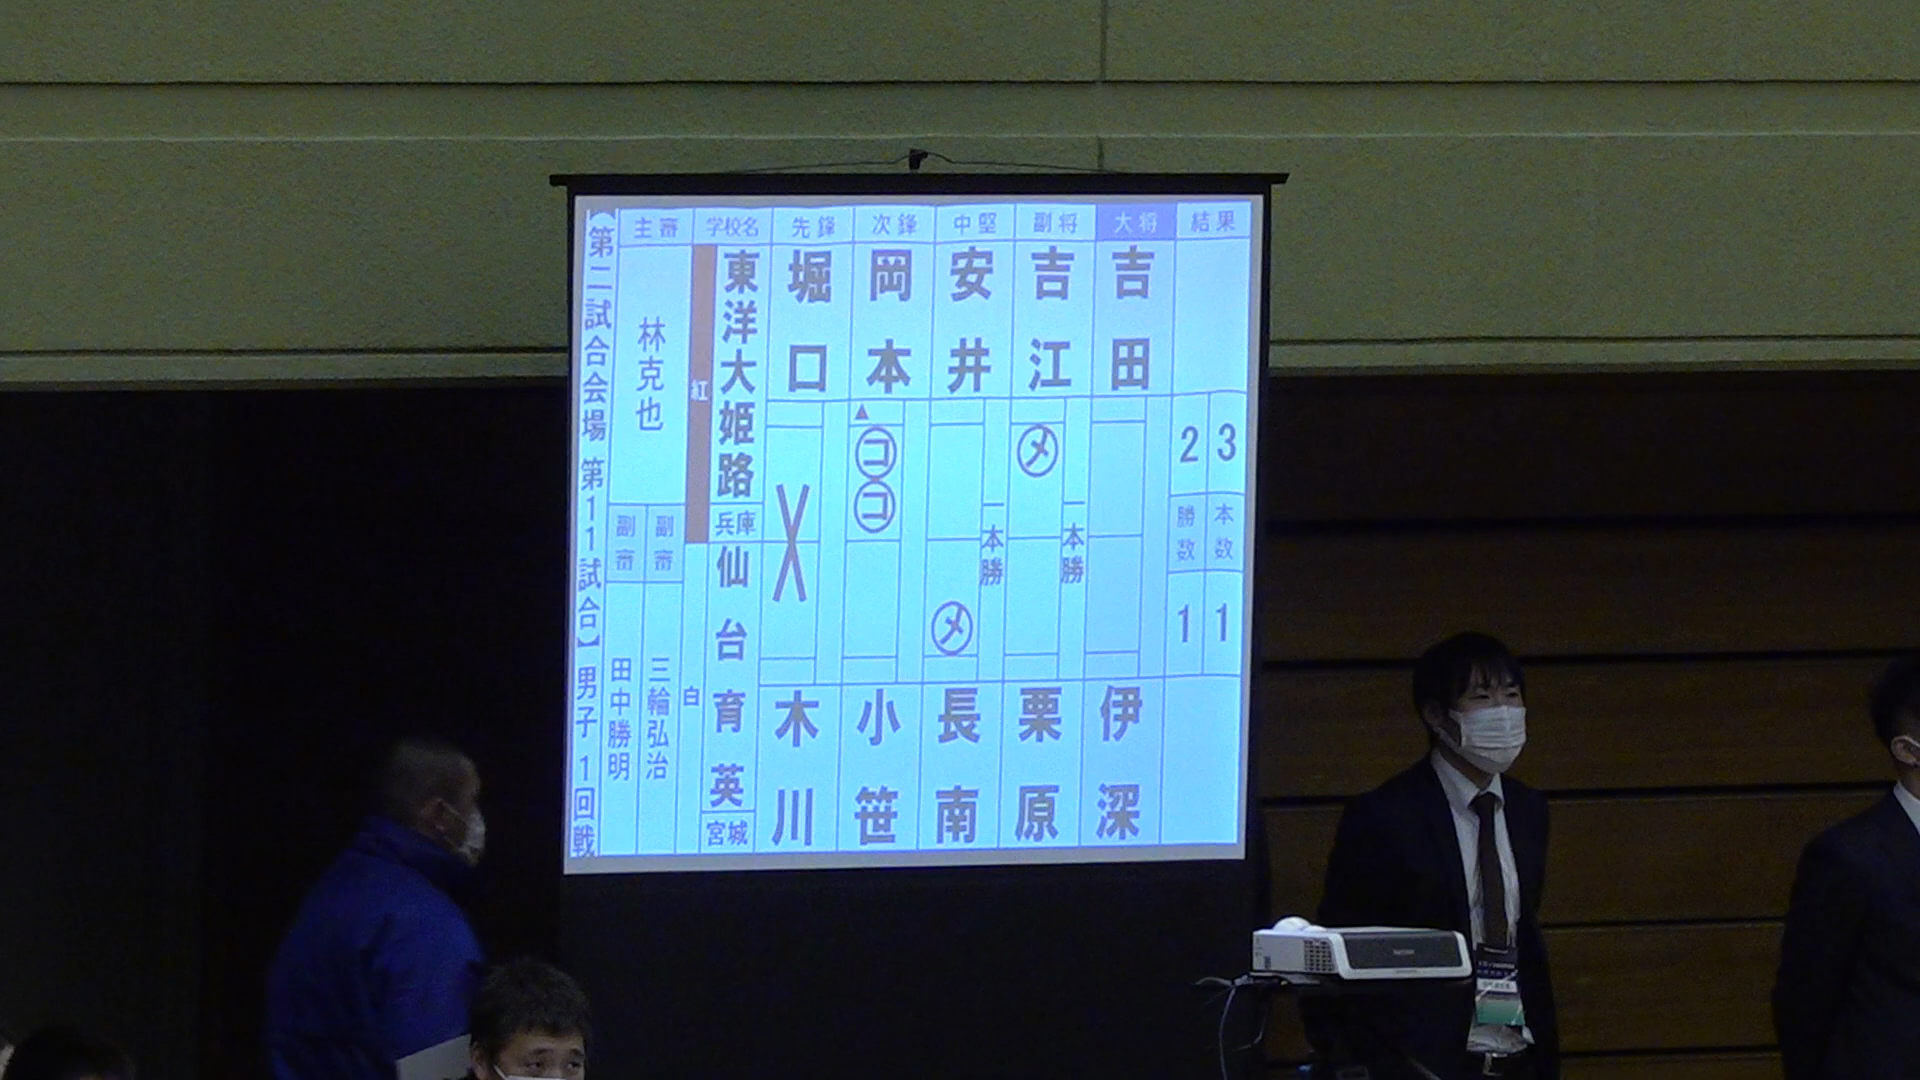 【第二試合会場 第11試合】男子1回戦
主審
林克也
副審
副審
田中勝明
三輪弘治
学校名
紅
東洋大姫路
兵庫
白
仙台育英
宮城
先鋒
堀口
木川
次鋒
岡本
▲
コ
コ
小笹
中堅
安井
メ
一本勝
長南
副将
吉江
メ
一本勝
栗原
大将
吉田
伊深
結果
2 3
勝数 本数
1 1